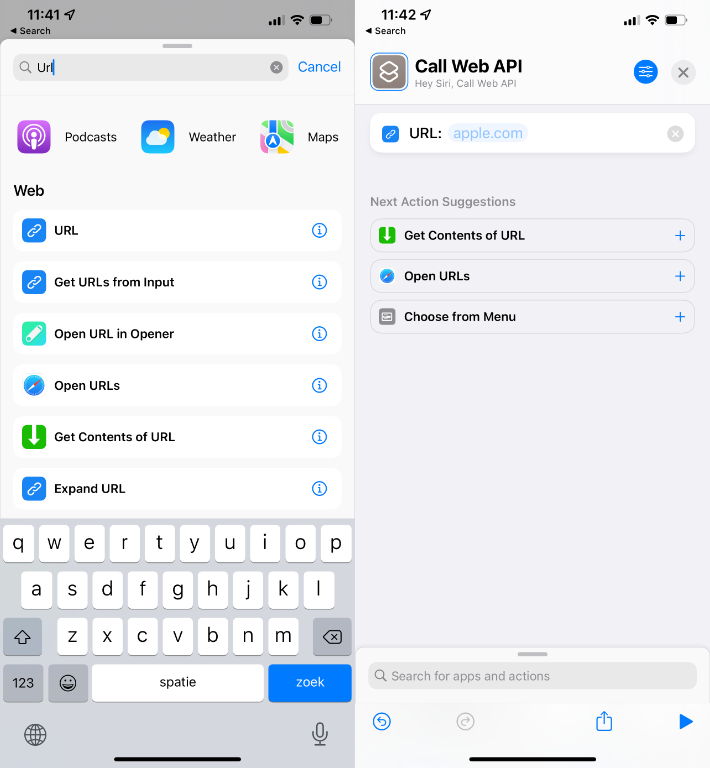 11:41
Search
Url
Cancel
Podcasts
Weather
Maps
Web
URL
Get URLs from Input
Open URL in Opener
Open URLs
Get Contents of URL
Expand URL
q w e r t y u i o p
a s d f g h j k l
z x c v b n m
123
spatie
zoek
11:42
Search
Call Web API
Hey Siri, Call Web API
URL: apple.com
Next Action Suggestions
Get Contents of URL
Open URLs
Choose from Menu
Search for apps and actions